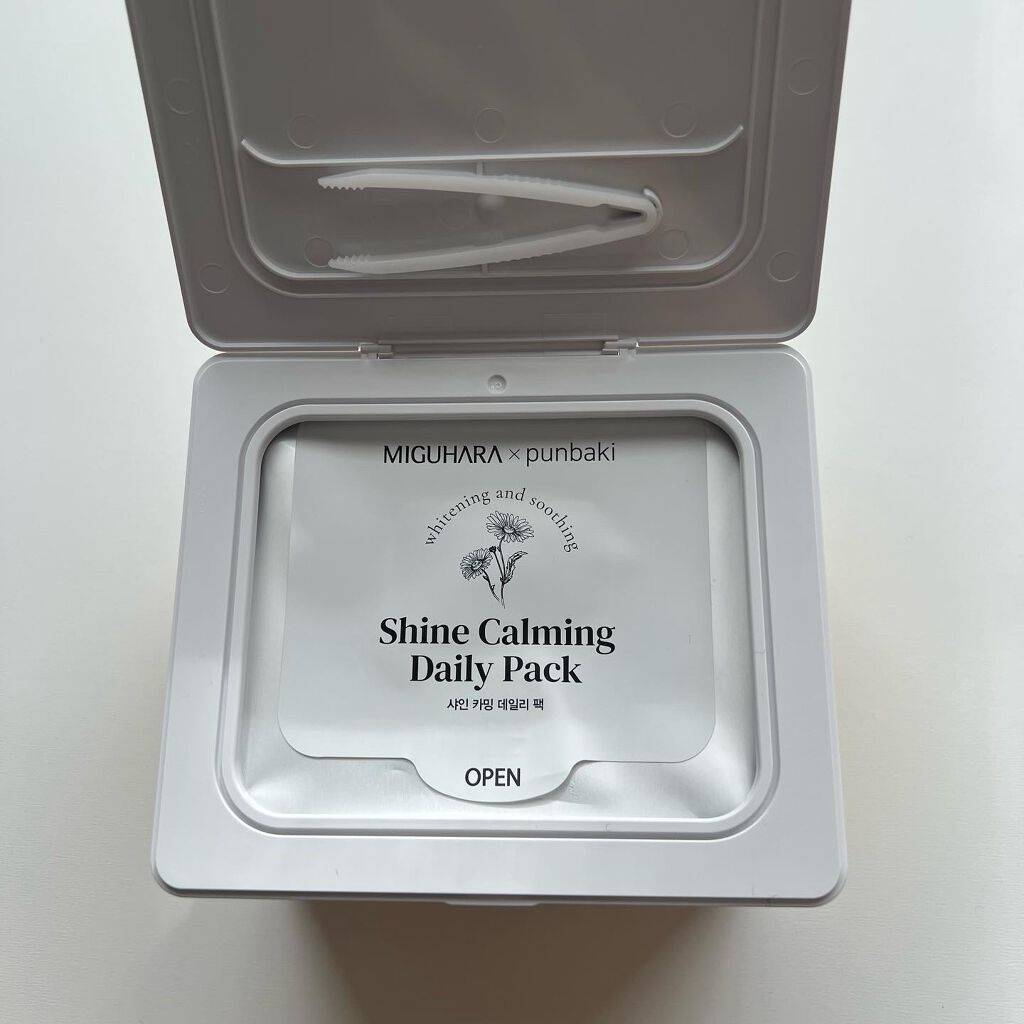 MIGUHARA × punbaki
whitening and soothing
Shine Calming
Daily Pack
샤인 카밍 데일리 팩
OPEN